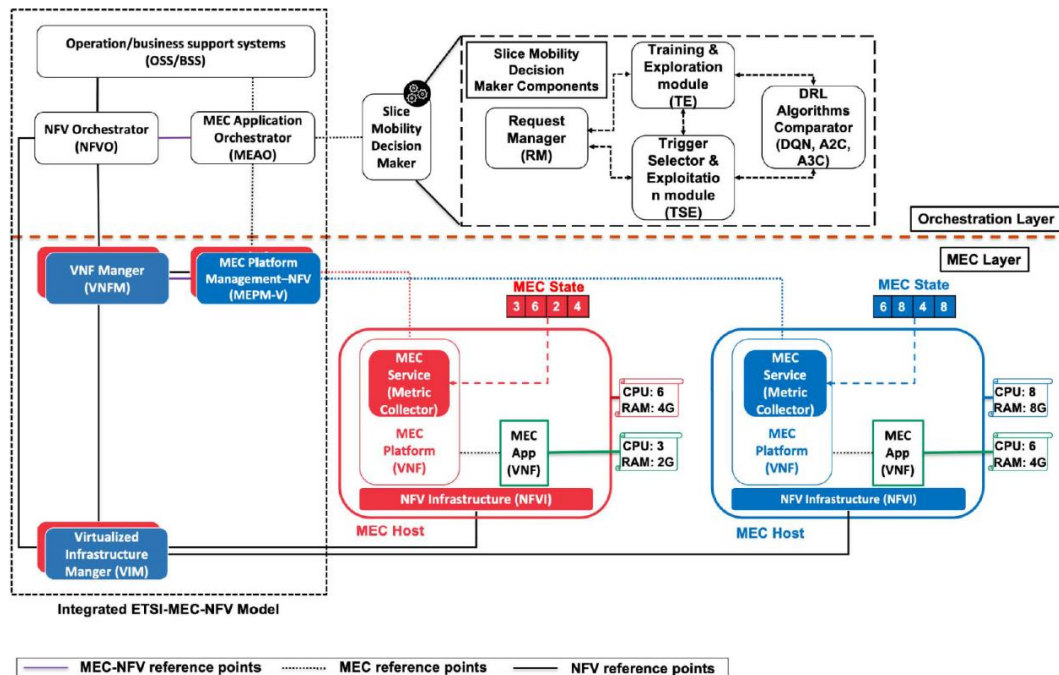 Operation/business support systems
(OSS/BSS)
NFV Orchestrator
(NFVO)
MEC Application
Orchestrator
(MEAO)
Slice
Mobility
Decision
Maker
Slice Mobility
Decision
Maker Components
Training &
Exploration
module
(TE)
Request
Manager
(RM)
DRL
Algorithms
Comparator
(DQN, A2C,
A3C)
Trigger
Selector &
Exploitatio
n module
(TSE)
Orchestration Layer
MEC Layer
VNF Manger
(VNFM)
MEC Platform
Management–NFV
(MEPM-V)
MEC State
3 6 2 4
MEC State
6 8 4 8
MEC
Service
(Metric
Collector)
MEC
Platform
(VNF)
MEC
App
(VNF)
CPU: 6
RAM: 4G
CPU: 3
RAM: 2G
NFV Infrastructure (NFVI)
MEC Host
MEC
Service
(Metric
Collector)
MEC
Platform
(VNF)
MEC
App
(VNF)
CPU: 8
RAM: 8G
CPU: 6
RAM: 4G
NFV Infrastructure (NFVI)
MEC Host
Virtualized
Infrastructure
Manger (VIM)
Integrated ETSI-MEC-NFV Model
MEC-NFV reference points
MEC reference points
NFV reference points